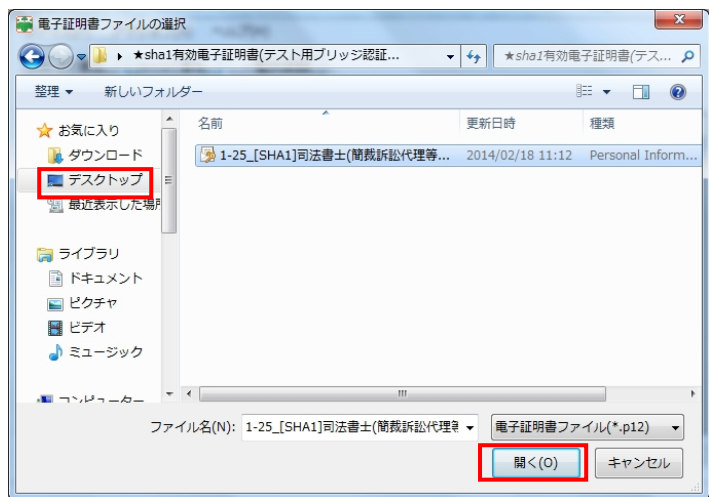 電子証明書ファイルの選択
★sha1有効電子証明書(テスト用ブリッジ認証...
★sha1有効電子証明書(テス...
整理 新しいフォルダー
お気に入り
ダウンロード
デスクトップ
最近表示した場所
ライブラリ
ドキュメント
ピクチャ
ビデオ
ミュージック
コンピューター
名前 更新日時 種類
1-25_[SHA1]司法書士(簡裁訴訟代理等... 2014/02/18 11:12 Personal Inform...
ファイル名(N): 1-25_[SHA1]司法書士(簡裁訴訟代理等 電子証明書ファイル(*.p12)
開く(O) キャンセル